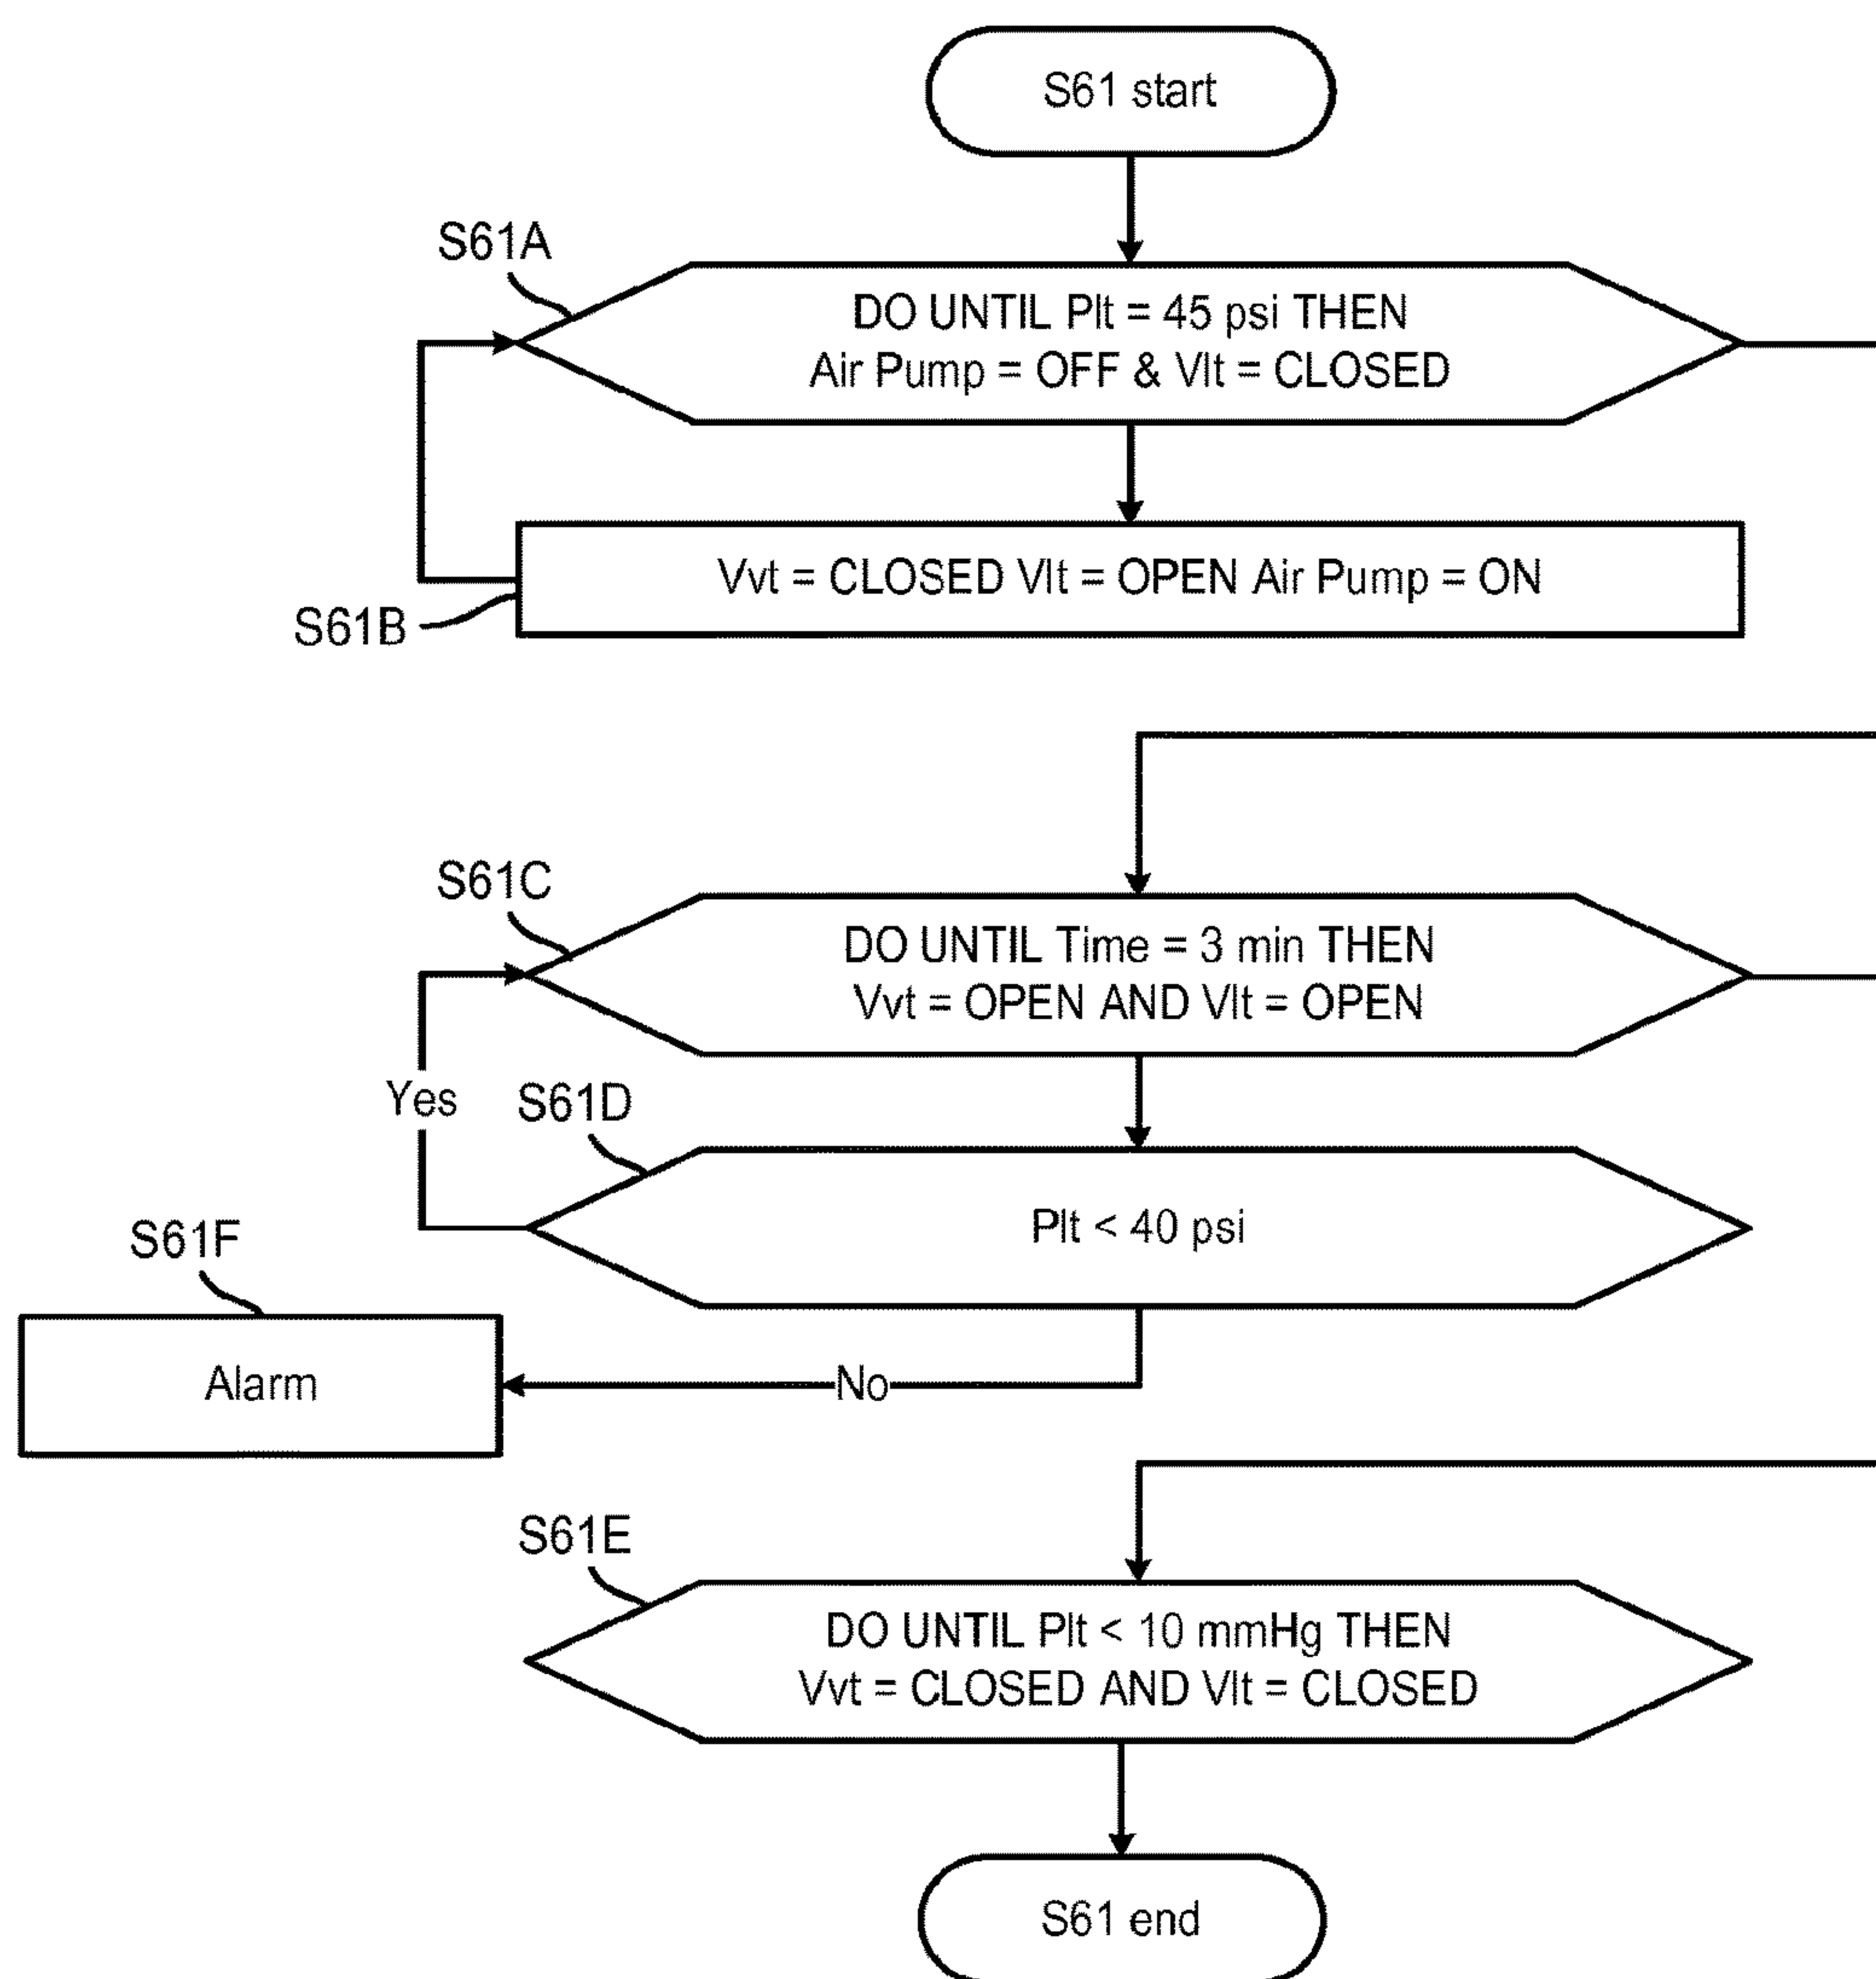 S61 start
S61A
DO UNTIL Plt = 45 psi THEN
Air Pump = OFF & Vlt = CLOSED
Vvt = CLOSED Vlt = OPEN Air Pump = ON
S61B
S61C
DO UNTIL Time = 3 min THEN
Vvt = OPEN AND Vlt = OPEN
Yes
S61D
Plt < 40 psi
S61F
Alarm
No
S61E
DO UNTIL Plt < 10 mmHg THEN
Vvt = CLOSED AND Vlt = CLOSED
S61 end